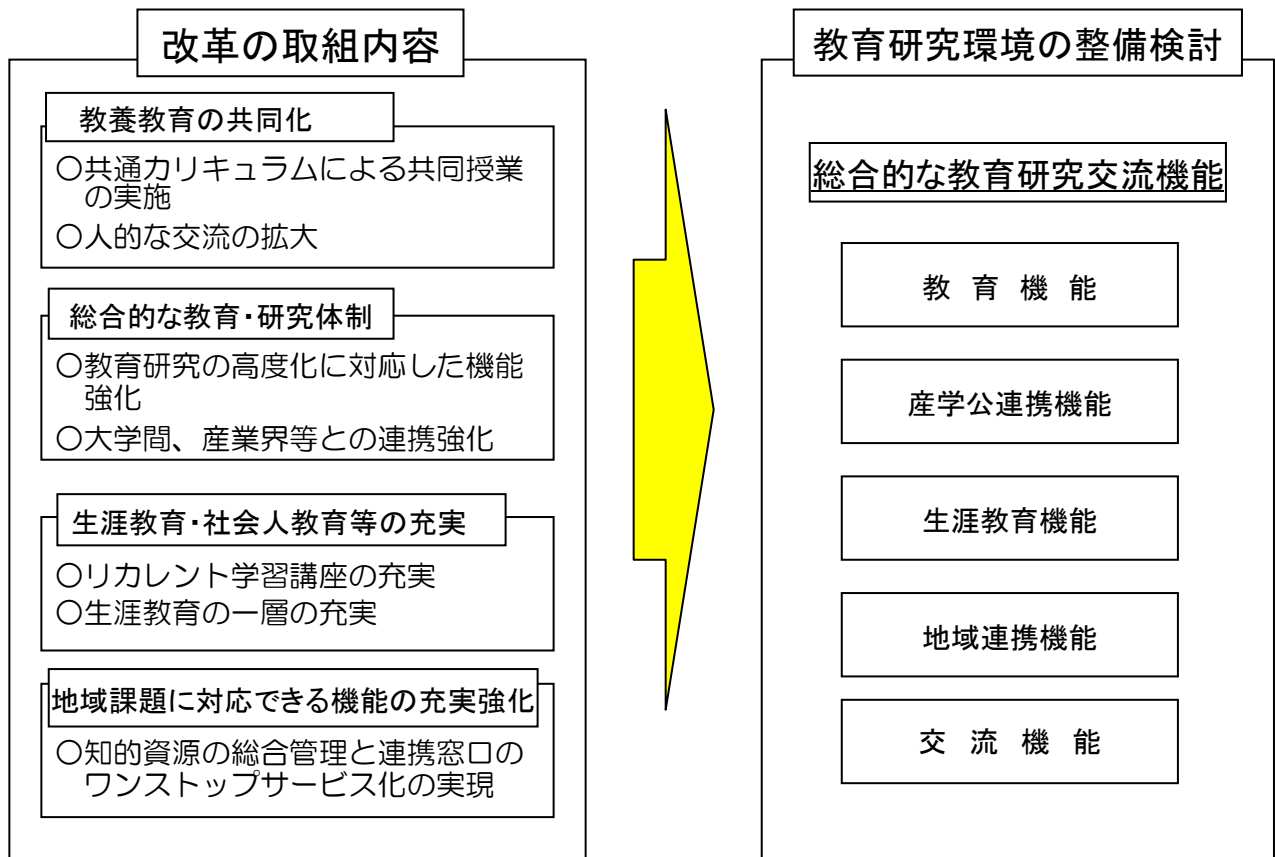 改革の取組内容
教養教育の共同化
○共通カリキュラムによる共同授業
の実施
○人的な交流の拡大
総合的な教育・研究体制
○教育研究の高度化に対応した機能
強化
○大学間、産業界等との連携強化
生涯教育・社会人教育等の充実
○リカレント学習講座の充実
○生涯教育の一層の充実
地域課題に対応できる機能の充実強化
○知的資源の総合管理と連携窓口の
ワンストップサービス化の実現
教育研究環境の整備検討
総合的な教育研究交流機能
教 育 機 能
産学公連携機能
生涯教育機能
地域連携機能
交 流 機 能